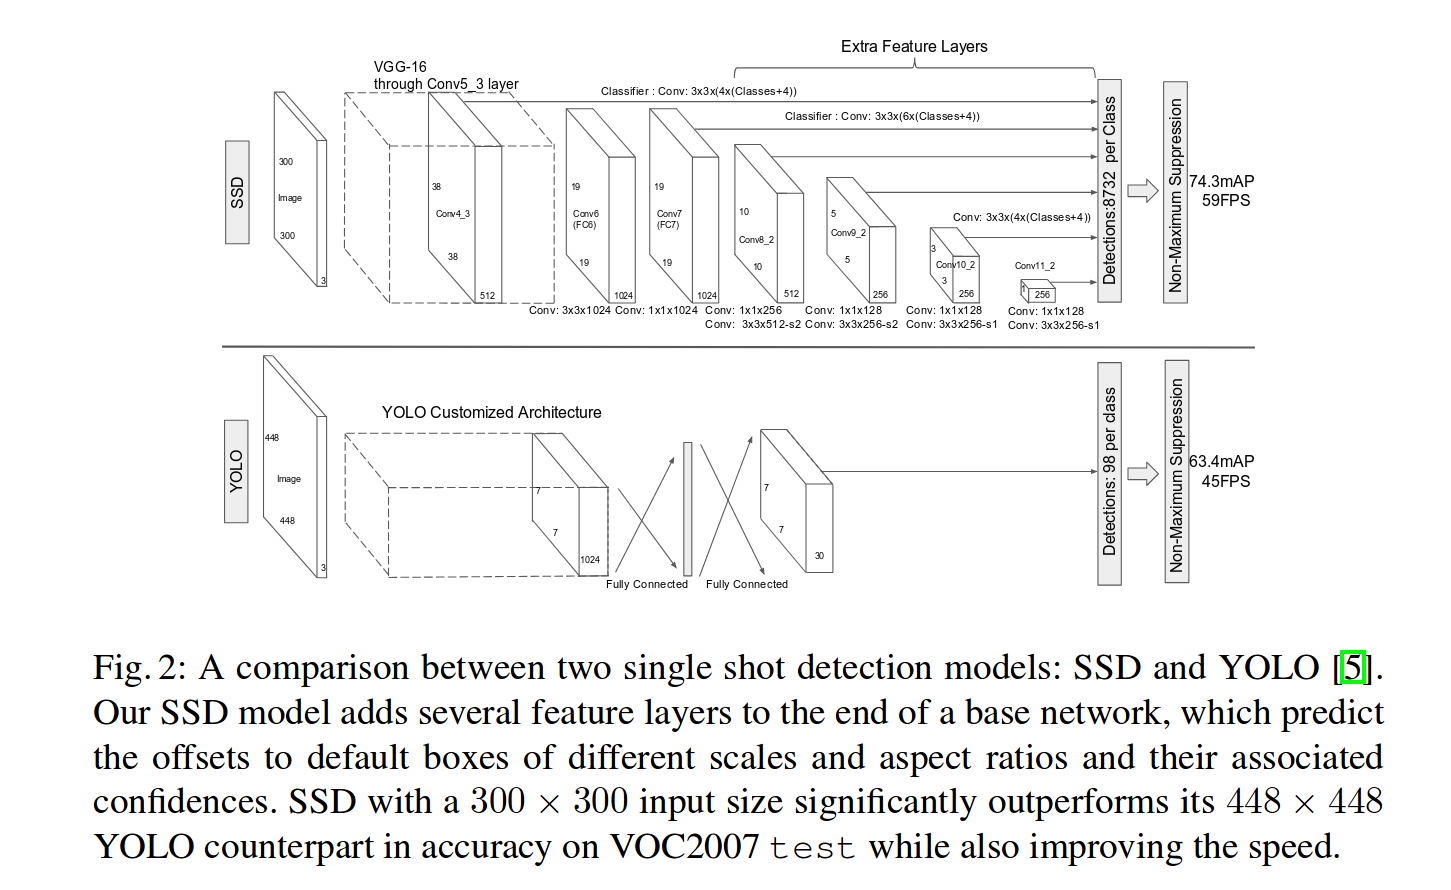 Extra Feature Layers
VGG-16
through Conv5_3 layer
Classifier : Conv: 3x3x(4x(Classes+4))
Classifier : Conv: 3x3x(6x(Classes+4))
SSD
300
Image
300
3
38
Conv4_3
38
512
19
Conv6
(FC6)
19
1024
19
Conv7
(FC7)
19
1024
10
Conv8_2
10
512
5
Conv9_2
5
256
Conv: 3x3x(4x(Classes+4))
3
Conv10_2
3
256
Conv11_2
1
256
Detections:8732 per Class
Non-Maximum Suppression
74.3mAP
59FPS
Conv: 3x3x1024
Conv: 1x1x1024
Conv: 1x1x256
Conv: 3x3x512-s2
Conv: 1x1x128
Conv: 3x3x256-s2
Conv: 1x1x128
Conv: 3x3x256-s1
Conv: 1x1x128
Conv: 3x3x256-s1
YOLO
448
Image
448
3
YOLO Customized Architecture
7
7
1024
Fully Connected
Fully Connected
7
7
30
Detections: 98 per class
Non-Maximum Suppression
63.4mAP
45FPS
Fig. 2: A comparison between two single shot detection models: SSD and YOLO [5].
Our SSD model adds several feature layers to the end of a base network, which predict
the offsets to default boxes of different scales and aspect ratios and their associated
confidences. SSD with a 300 × 300 input size significantly outperforms its 448 × 448
YOLO counterpart in accuracy on VOC2007 test while also improving the speed.